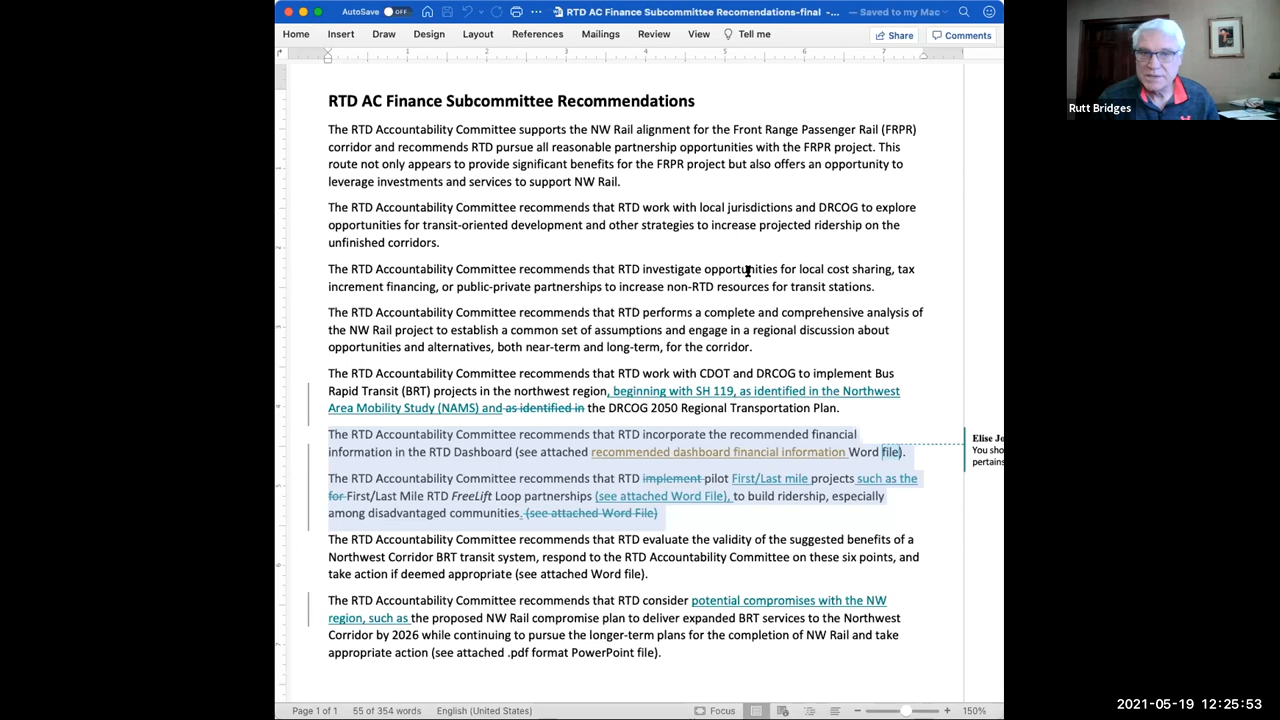 AutoSave OFF RTD AC Finance Subcommittee Recomendations-final -... — Saved to my Mac
Home Insert Draw Design Layout References Mailings Review View Tell me Share Comments
1 2 3 4 5 6 7
RTD AC Finance Subcommittee Recommendations
The RTD Accountability Committee supports the NW Rail alignment for the Front Range Passenger Rail (FRPR)
corridor and recommends RTD pursue all reasonable partnership opportunities with the FRPR project. This
route not only appears to provide significant benefits for the FRPR project but also offers an opportunity to
leverage investments and services to support NW Rail.
The RTD Accountability Committee recommends that RTD work with local jurisdictions and DRCOG to explore
opportunities for transit-oriented development and other strategies to increase projected ridership on the
unfinished corridors.
The RTD Accountability Committee recommends that RTD investigate opportunities for local cost sharing, tax
increment financing, or public-private partnerships to increase non-RTD resources for transit stations.
The RTD Accountability Committee recommends that RTD performs a complete and comprehensive analysis of
the NW Rail project to establish a common set of assumptions and engage in a regional discussion about
opportunities and alternatives, both near-term and long-term, for the corridor.
The RTD Accountability Committee recommends that RTD work with CDOT and DRCOG to implement Bus
Rapid Transit (BRT) projects in the northwest region, beginning with SH 119, as identified in the Northwest
Area Mobility Study (NAMS) and as identified in the DRCOG 2050 Regional Transportation Plan.
The RTD Accountability Committee recommends that RTD incorporate the recommended financial
information in the RTD Dashboard (see attached recommended dashboard financial information Word file).
The RTD Accountability Committee recommends that RTD implement pilot First/Last mile projects such as the
for First/Last Mile RTD FreeLift Loop partnerships (see attached Word File), to build ridership, especially
among disadvantaged communities. (see attached Word File)
The RTD Accountability Committee recommends that RTD evaluate the validity of the suggested benefits of a
Northwest Corridor BRT transit system, respond to the RTD Accountability Committee on these six points, and
take action if deemed appropriate (see attached Word file).
The RTD Accountability Committee recommends that RTD consider potential compromises with the NW
region, such as the proposed NW Rail compromise plan to deliver expanded BRT services to the Northwest
Corridor by 2026 while continuing to pursue the longer-term plans for the completion of NW Rail and take
appropriate action (see attached .pdf format PowerPoint file).
Elise Jo
You sho
pertains
Page 1 of 1 55 of 354 words English (United States) Focus 150%
Rutt Bridges
2021-05-19 12:25:53